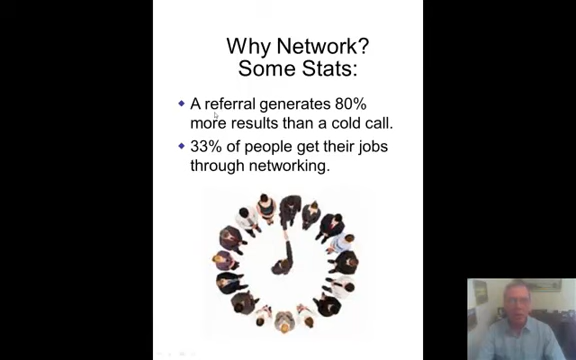 Why Network?
Some Stats:
A referral generates 80%
more results than a cold call.
33% of people get their jobs
through networking.